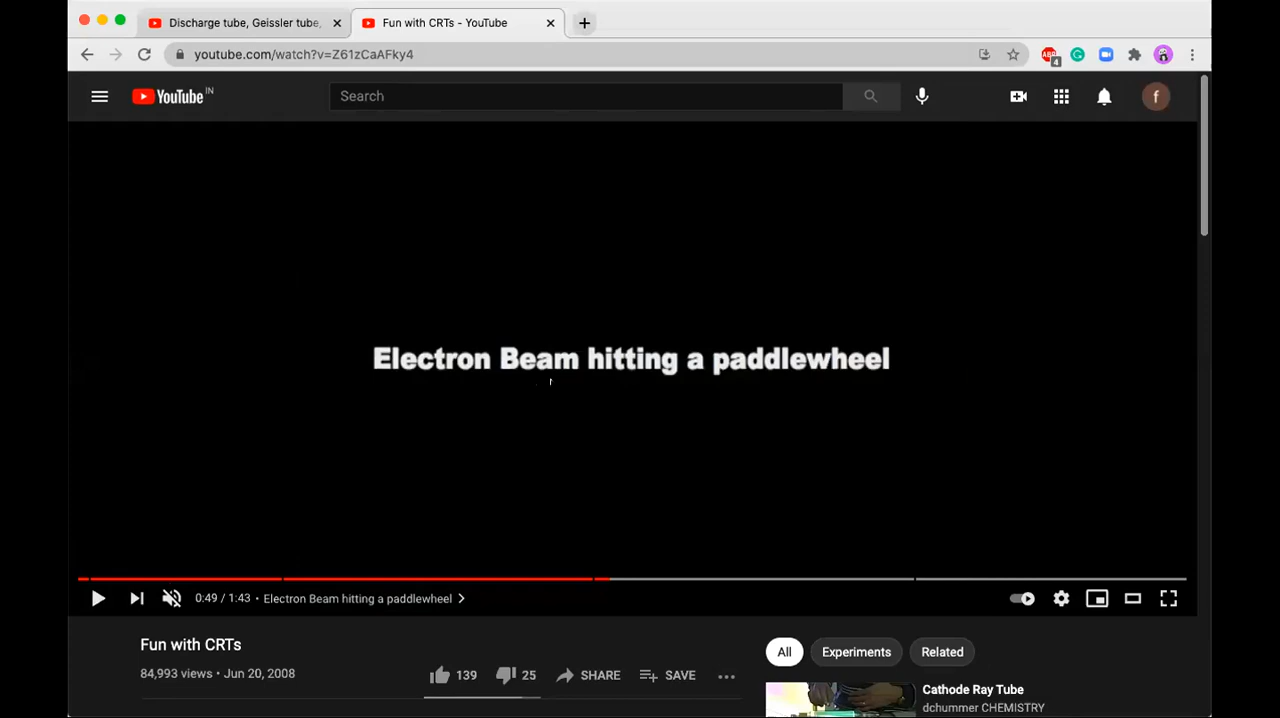 Discharge tube, Geissler tube,
Fun with CRTs - YouTube
youtube.com/watch?v=Z61zCaAFky4
ABP
4
YouTube IN
Search
f
Electron Beam hitting a paddlewheel
0:49 / 1:43 • Electron Beam hitting a paddlewheel
Fun with CRTs
84,993 views • Jun 20, 2008
139
25
SHARE
SAVE
All
Experiments
Related
Cathode Ray Tube
dchummer CHEMISTRY